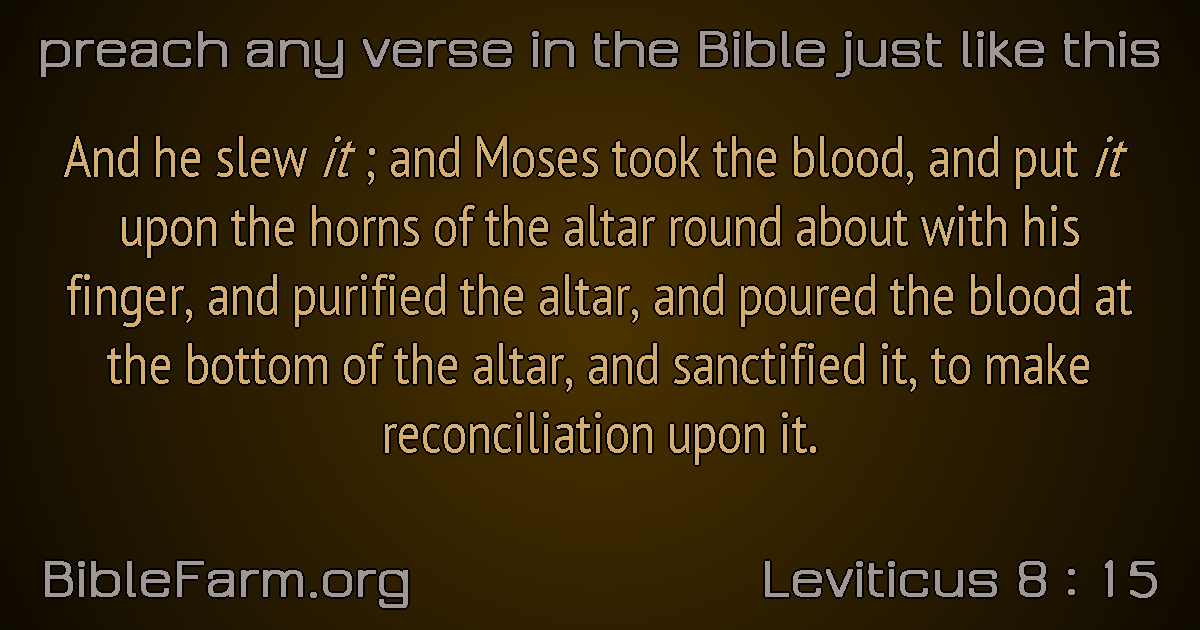 preach any verse in the Bible just like this
And he slew it ; and Moses took the blood, and put it
upon the horns of the altar round about with his
finger, and purified the altar, and poured the blood at
the bottom of the altar, and sanctified it, to make
reconciliation upon it.
BibleFarm.org
Leviticus 8 : 15